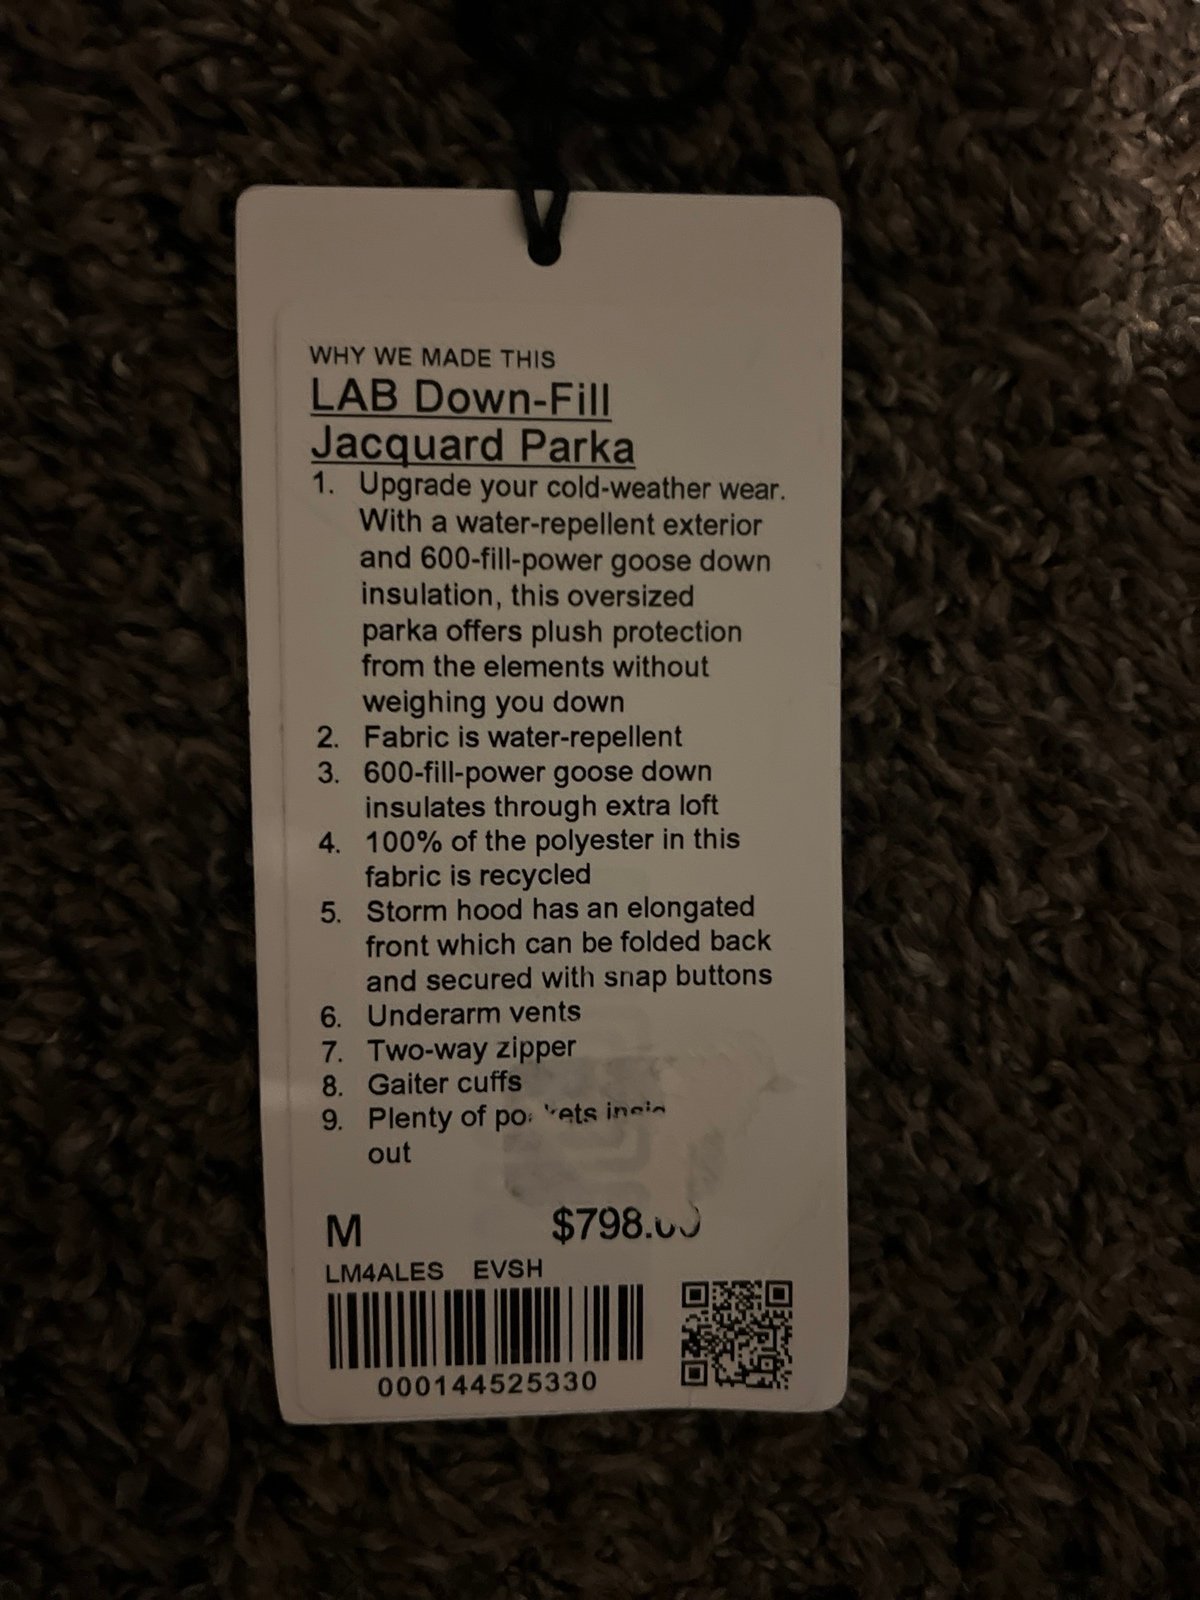 WHY WE MADE THIS
LAB Down-Fill
Jacquard Parka
1. Upgrade your cold-weather wear.
With a water-repellent exterior
and 600-fill-power goose down
insulation, this oversized
parka offers plush protection
from the elements without
weighing you down
2. Fabric is water-repellent
3. 600-fill-power goose down
insulates through extra loft
4. 100% of the polyester in this
fabric is recycled
5. Storm hood has an elongated
front which can be folded back
and secured with snap buttons
6. Underarm vents
7. Two-way zipper
8. Gaiter cuffs
9. Plenty of pockets
out
M $798.00
LM4ALES EVSH
000144525330